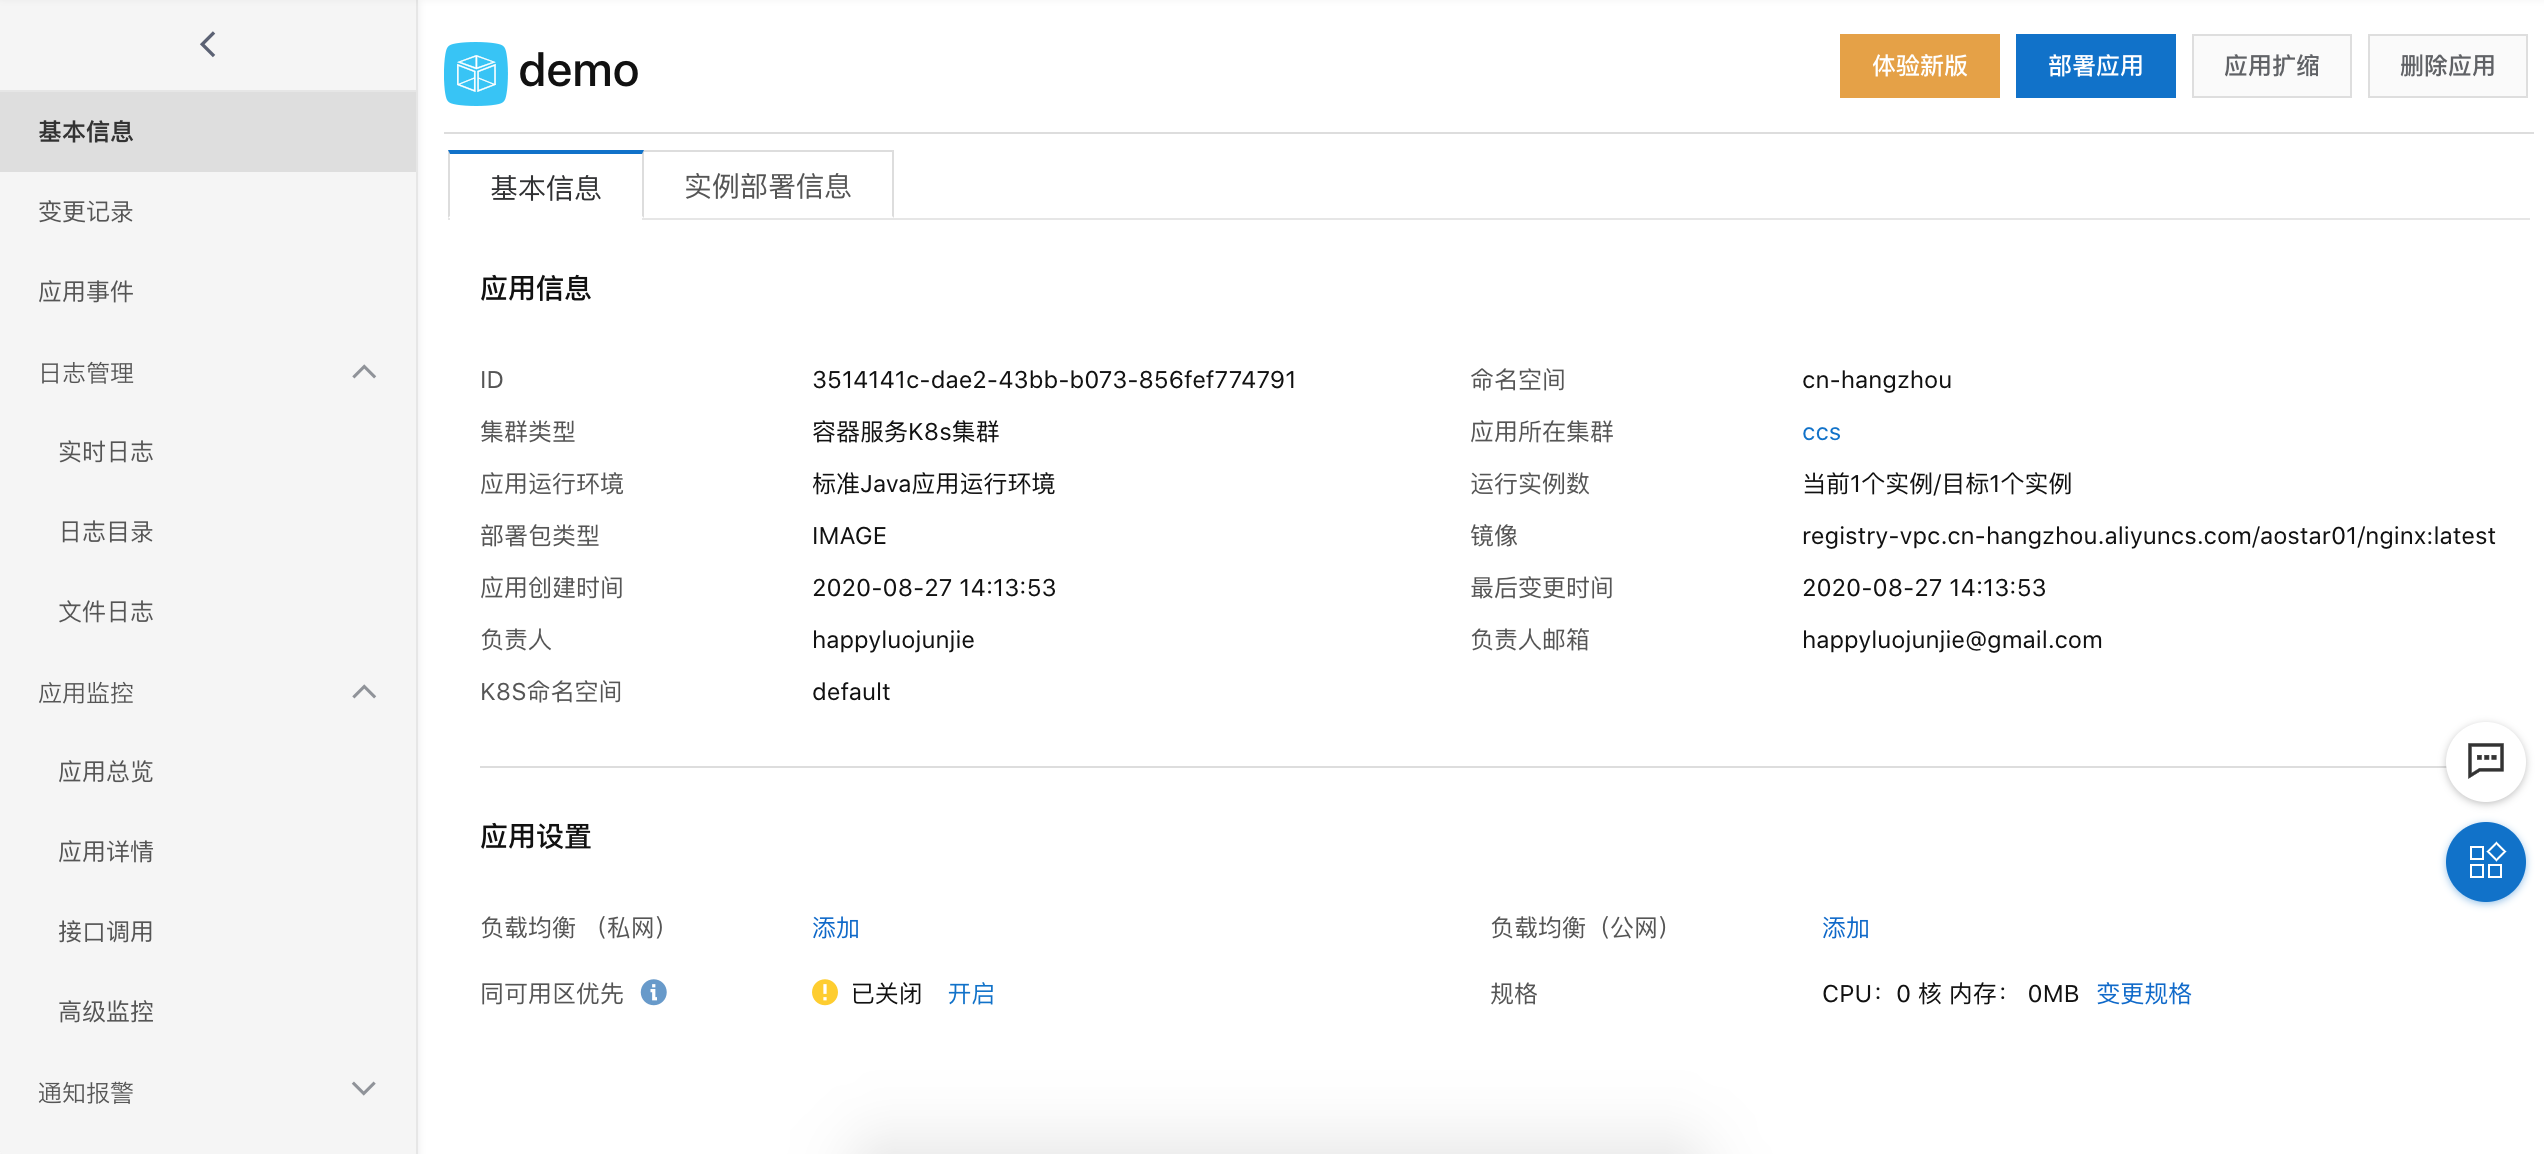 demo
体验新版
部署应用
应用扩缩
删除应用
基本信息
变更记录
应用事件
日志管理
实时日志
日志目录
文件日志
应用监控
应用总览
应用详情
接口调用
高级监控
通知报警
基本信息
实例部署信息
应用信息
ID 3514141c-dae2-43bb-b073-856fef774791 命名空间 cn-hangzhou
集群类型 容器服务K8s集群 应用所在集群 ccs
应用运行环境 标准Java应用运行环境 运行实例数 当前1个实例/目标1个实例
部署包类型 IMAGE 镜像 registry-vpc.cn-hangzhou.aliyuncs.com/aostar01/nginx:latest
应用创建时间 2020-08-27 14:13:53 最后变更时间 2020-08-27 14:13:53
负责人 happyluojunjie 负责人邮箱 happyluojunjie@gmail.com
K8S命名空间 default
应用设置
负载均衡 （私网） 添加 负载均衡（公网） 添加
同可用区优先 已关闭 开启 规格 CPU：0 核 内存： 0MB 变更规格